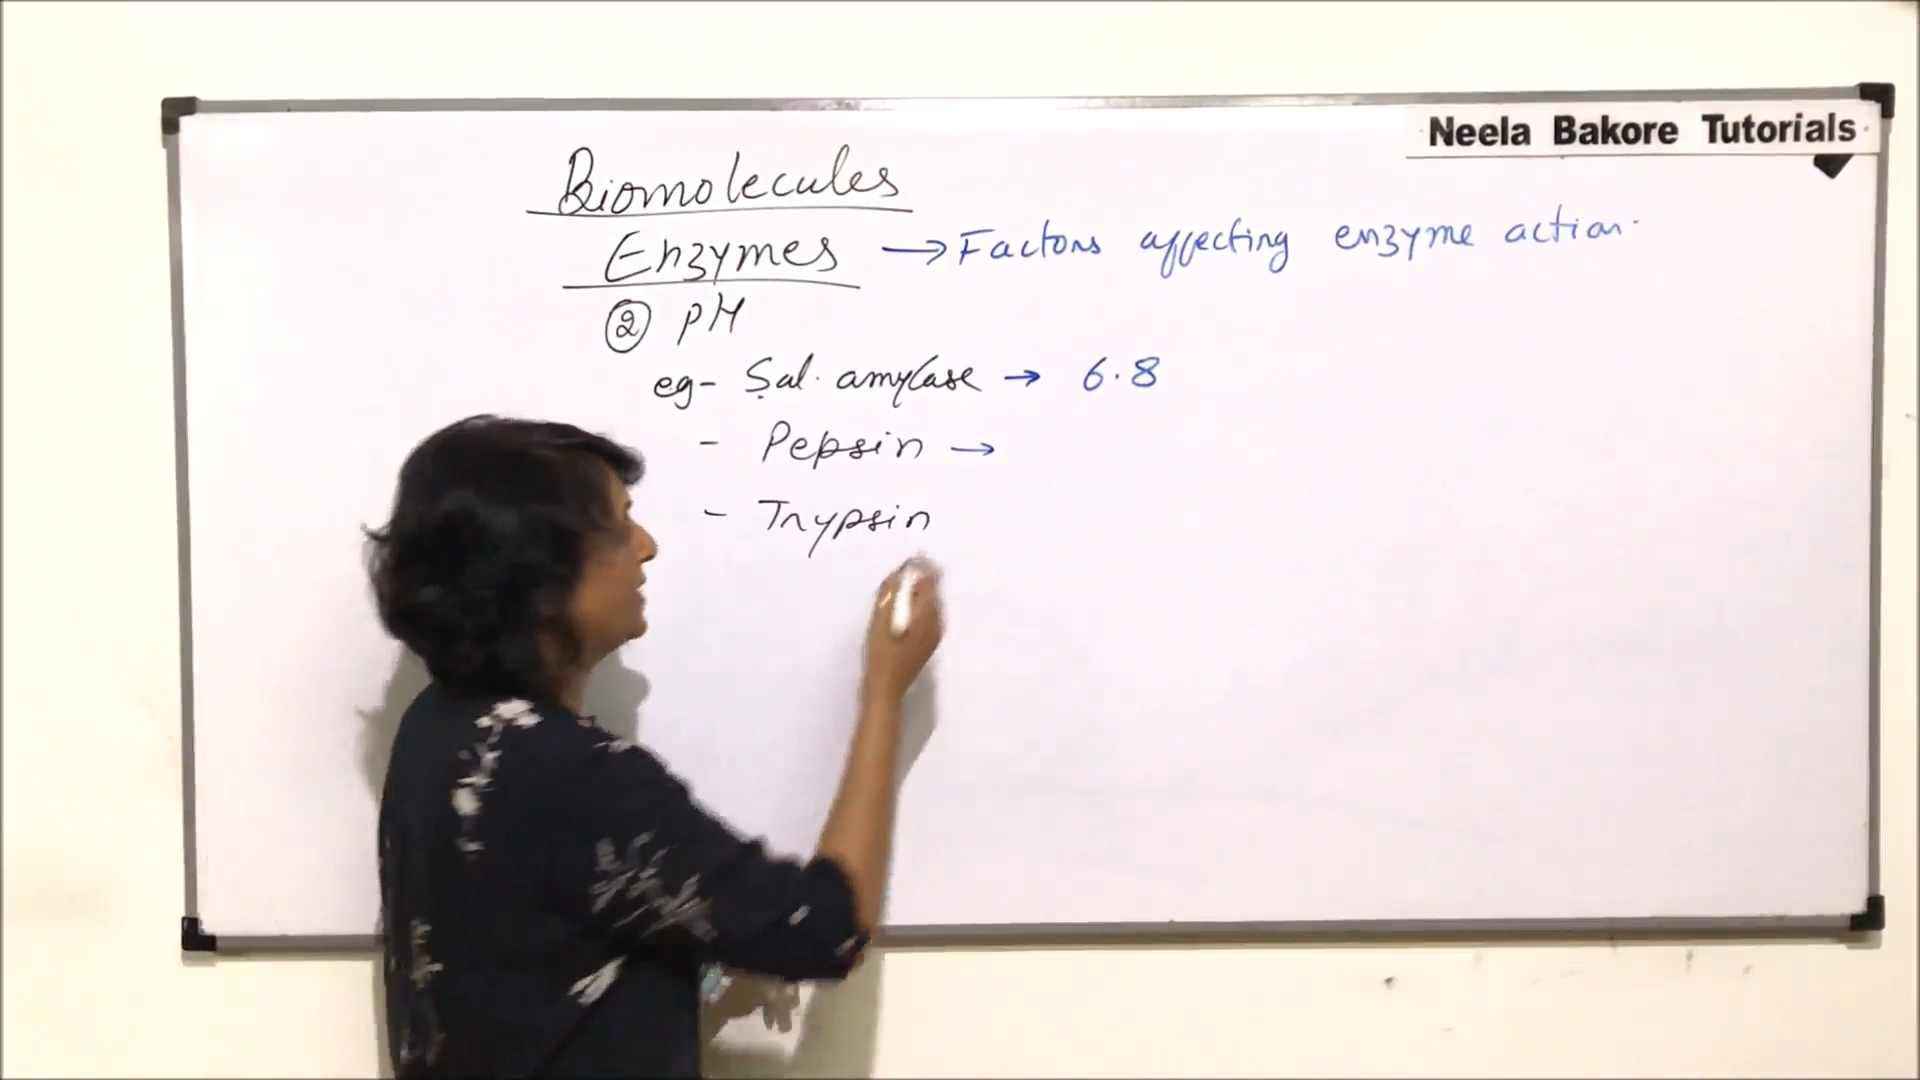 Neela Bakore Tutorials
Biomolecules
Enzymes → Factors affecting enzyme action.
② pH
eg- Sal. amylase → 6.8
- Pepsin →
- Trypsin